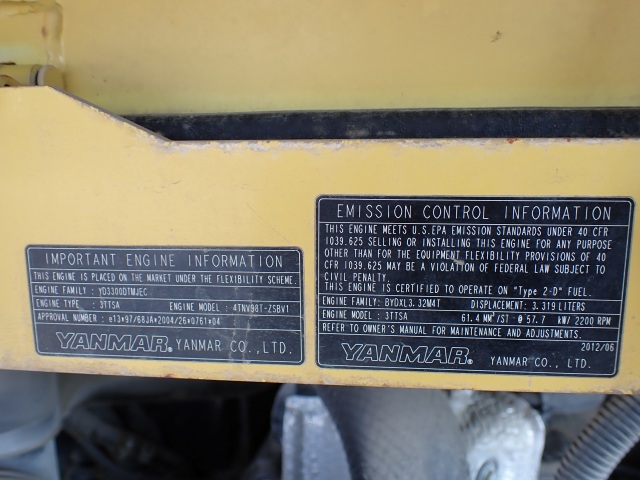 IMPORTANT ENGINE INFORMATION
THIS ENGINE IS PLACED ON THE MARKET UNDER THE FLEXIBILITY SCHEME.
ENGINE FAMILY : YD3300DTMJEC
ENGINE TYPE : 3TTSA ENGINE MODEL : 4TNV98T-ZSBV1
APPROVAL NUMBER : e13*97/68JA*2004/26*0761*04
YANMAR® YANMAR CO., LTD.
EMISSION CONTROL INFORMATION
THIS ENGINE MEETS U.S.EPA EMISSION STANDARDS UNDER 40 CFR
1039.625 SELLING OR INSTALLING THIS ENGINE FOR ANY PURPOSE
OTHER THAN FOR THE EQUIPMENT FLEXIBILITY PROVISIONS OF 40
CFR 1039.625 MAY BE A VIOLATION OF FEDERAL LAW SUBJECT TO
CIVIL PENALTY.
THIS ENGINE IS CERTIFIED TO OPERATE ON "Type 2-D" FUEL.
ENGINE FAMILY : BYDXL3.32M4T DISPLACEMENT: 3.319 LITERS
ENGINE MODEL : 3TTSA 61.4 MM³/ST @ 57.7 kW/ 2200 RPM
REFER TO OWNER'S MANUAL FOR MAINTENANCE SPECIFICATIONS AND
ADJUSTMENTS. 2012/06
YANMAR® YANMAR CO., LTD.